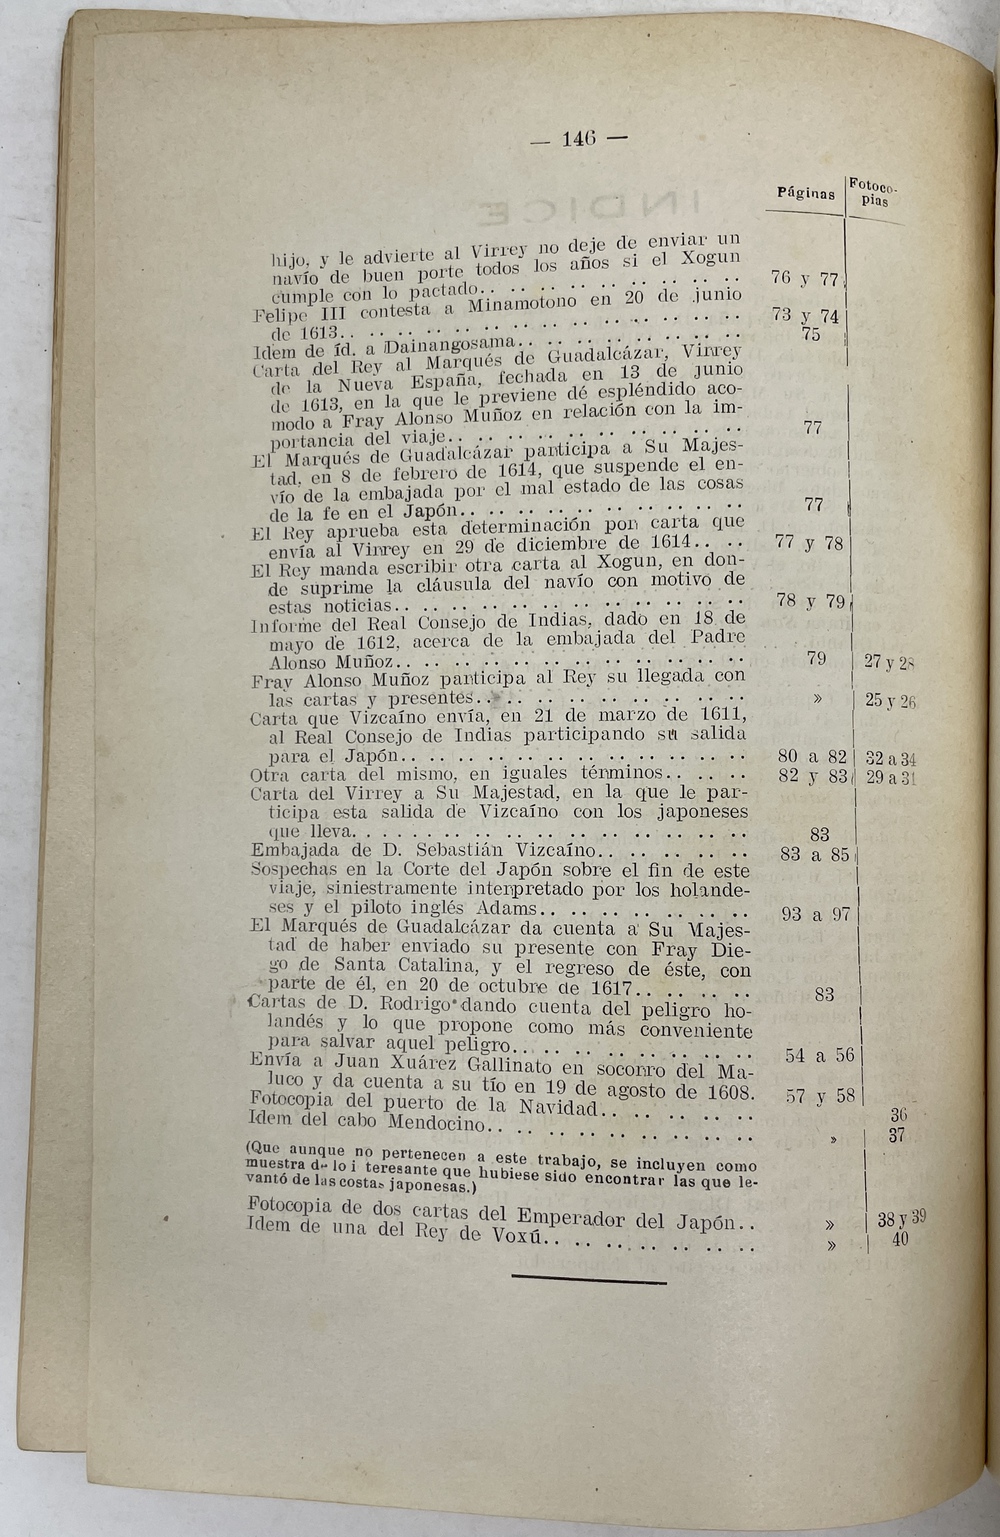 — 146 —
Páginas Fotoco-
pias
hijo, y le advierte al Virrey no deje de enviar un
navío de buen porte todos los años si el Xogun
cumple con lo pactado.. .. .. .. .. .. .. .. .. 76 y 77
Felipe III contesta a Minamotono en 20 de junio
de 1613.. .. .. .. .. .. .. .. .. .. .. .. .. .. 73 y 74
Idem de íd. a Dainangosama.. .. .. .. .. .. .. .. 75
Carta del Rey al Marqués de Guadalcázar, Virrey
de la Nueva España, fechada en 13 de junio
de 1613, en la que le previene dé espléndido aco-
modo a Fray Alonso Muñoz en relación con la im-
portancia del viaje.. .. .. .. .. .. .. .. .. .. .. 77
El Marqués de Guadalcázar participa a Su Majes-
tad, en 8 de febrero de 1614, que suspende el en-
vío de la embajada por el mal estado de las cosas
de la fe en el Japón.. .. .. .. .. .. .. .. .. .. 77
El Rey aprueba esta determinación por carta que
envía al Virrey en 29 de diciembre de 1614.. .. 77 y 78
El Rey manda escribir otra carta al Xogun, en don-
de suprime la cláusula del navío con motivo de
estas noticias.. .. .. .. .. .. .. .. .. .. .. .. 78 y 79
Informe del Real Consejo de Indias, dado en 18 de
mayo de 1612, acerca de la embajada del Padre
Alonso Muñoz.. .. .. .. .. .. .. .. .. .. .. .. 79 27 y 28
Fray Alonso Muñoz participa al Rey su llegada con
las cartas y presentes.. .. .. .. .. .. .. .. .. .. » 25 y 26
Carta que Vizcaíno envía, en 21 de marzo de 1611,
al Real Consejo de Indias participando su salida
para el Japón.. .. .. .. .. .. .. .. .. .. .. .. 80 a 82 32 a 34
Otra carta del mismo, en iguales términos.. .. .. 82 y 83 29 a 31
Carta del Virrey a Su Majestad, en la que le par-
ticipa esta salida de Vizcaíno con los japoneses
que lleva. .. .. .. .. .. .. .. .. .. .. .. .. .. 83
Embajada de D. Sebastián Vizcaíno.. .. .. .. .. 83 a 85
Sospechas en la Corte del Japón sobre el fin de este
viaje, siniestramente interpretado por los holande-
ses y el piloto inglés Adams.. .. .. .. .. .. .. 93 a 97
El Marqués de Guadalcázar da cuenta a Su Majes-
tad de haber enviado su presente con Fray Die-
go de Santa Catalina, y el regreso de éste, con
parte de él, en 20 de octubre de 1617.. .. .. .. 83
Cartas de D. Rodrigo dando cuenta del peligro ho-
landés y lo que propone como más conveniente
para salvar aquel peligro.. .. .. .. .. .. .. .. .. 54 a 56
Envía a Juan Xuárez Gallinato en socorro del Ma-
luco y da cuenta a su tío en 19 de agosto de 1608. 57 y 58
Fotocopia del puerto de la Navidad.. .. .. .. .. 36
Idem del cabo Mendocino.. .. .. .. .. .. .. .. .. » 37
(Que aunque no pertenecen a este trabajo, se incluyen como
muestra de lo i teresante que hubiese sido encontrar las que le-
vantó de las costas japonesas.)
Fotocopia de dos cartas del Emperador del Japón.. » 38 y 39
Idem de una del Rey de Voxú.. .. .. .. .. .. .. » 40